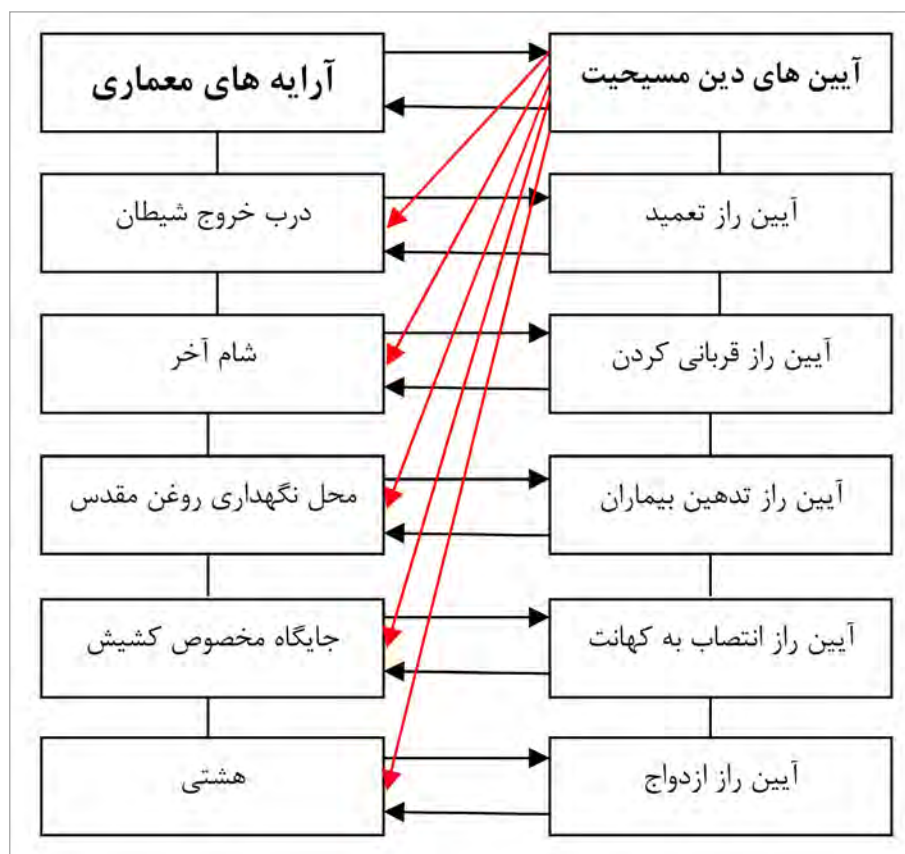 آیین های دین مسیحیت
آرایه های معماری
آیین راز تعمید
درب خروج شیطان
آیین راز قربانی کردن
شام آخر
آیین راز تدهین بیماران
محل نگهداری روغن مقدس
آیین راز انتصاب به کهانت
جایگاه مخصوص کشیش
آیین راز ازدواج
هشتی